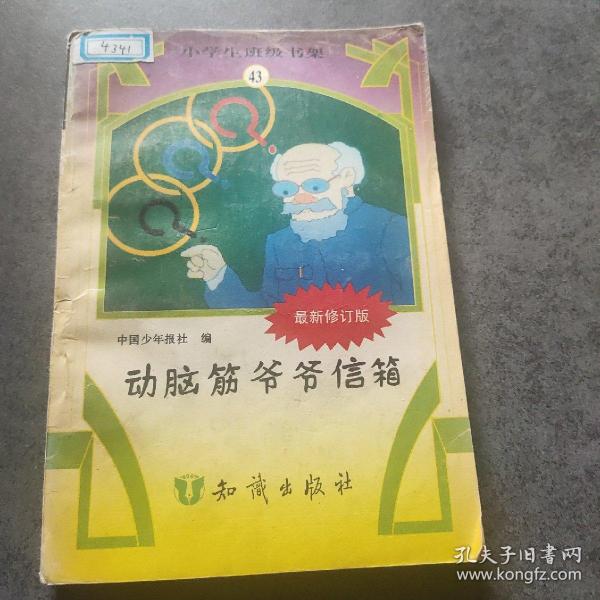 4341
小学生班级书架
43
最新修订版
中国少年报社 编
动脑筋爷爷信箱
知识出版社
孔夫子旧书网
www.kongfz.com